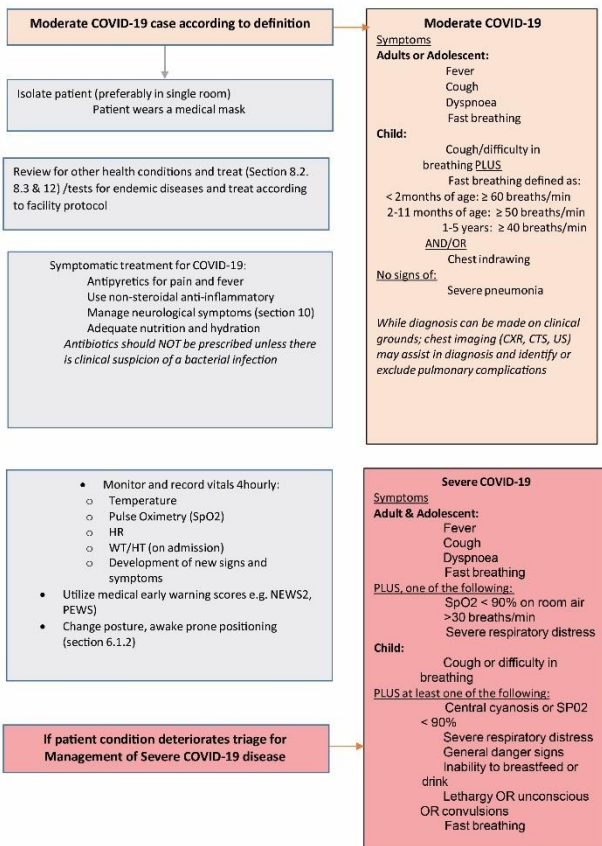 Moderate COVID-19 case according to definition
Isolate patient (preferably in single room)
Patient wears a medical mask
Review for other health conditions and treat (Section 8.2.
8.3 & 12) /tests for endemic diseases and treat according
to facility protocol
Symptomatic treatment for COVID-19:
Antipyretics for pain and fever
Use non-steroidal anti-inflammatory
Manage neurological symptoms (section 10)
Adequate nutrition and hydration
Antibiotics should NOT be prescribed unless there
is clinical suspicion of a bacterial infection
• Monitor and record vitals 4hourly:
o Temperature
o Pulse Oximetry (SpO2)
o HR
o WT/HT (on admission)
o Development of new signs and
symptoms
• Utilize medical early warning scores e.g. NEWS2,
PEWS)
• Change posture, awake prone positioning
(section 6.1.2)
If patient condition deteriorates triage for
Management of Severe COVID-19 disease
Moderate COVID-19
Symptoms
Adults or Adolescent:
Fever
Cough
Dyspnoea
Fast breathing
Child:
Cough/difficulty in
breathing PLUS
Fast breathing defined as:
< 2months of age: ≥ 60 breaths/min
2-11 months of age: ≥ 50 breaths/min
1-5 years: ≥ 40 breaths/min
AND/OR
Chest indrawing
No signs of:
Severe pneumonia
While diagnosis can be made on clinical
grounds; chest imaging (CXR, CTS, US)
may assist in diagnosis and identify or
exclude pulmonary complications
Severe COVID-19
Symptoms
Adult & Adolescent:
Fever
Cough
Dyspnoea
Fast breathing
PLUS, one of the following:
SpO2 < 90% on room air
>30 breaths/min
Severe respiratory distress
Child:
Cough or difficulty in
breathing
PLUS at least one of the following:
Central cyanosis or SP02
< 90%
Severe respiratory distress
General danger signs
Inability to breastfeed or
drink
Lethargy OR unconscious
OR convulsions
Fast breathing